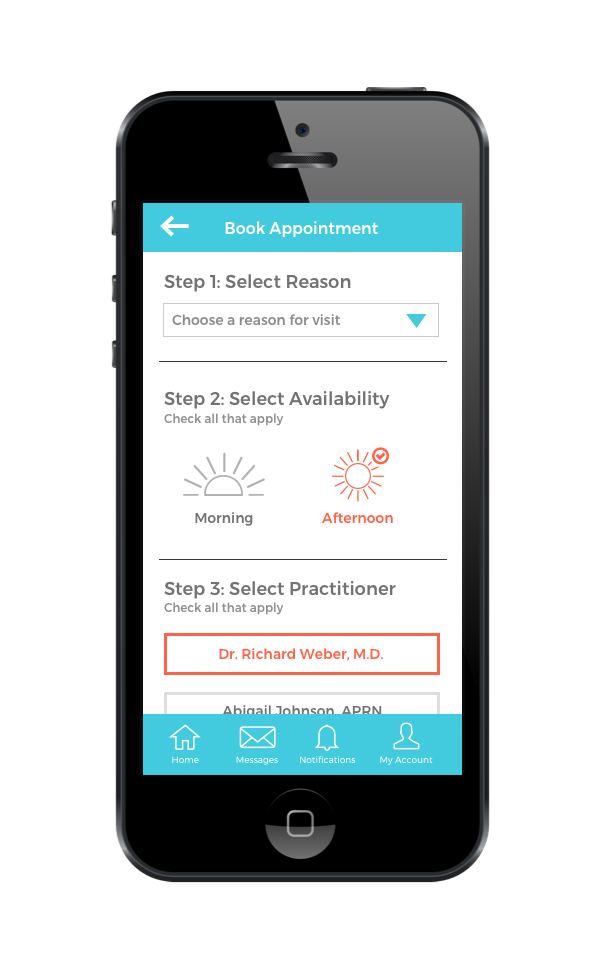 Book Appointment
Step 1: Select Reason
Choose a reason for visit
Step 2: Select Availability
Check all that apply
Morning
Afternoon
Step 3: Select Practitioner
Check all that apply
Dr. Richard Weber, M.D.
Abigail Johnson, APRN
Home
Messages
Notifications
My Account